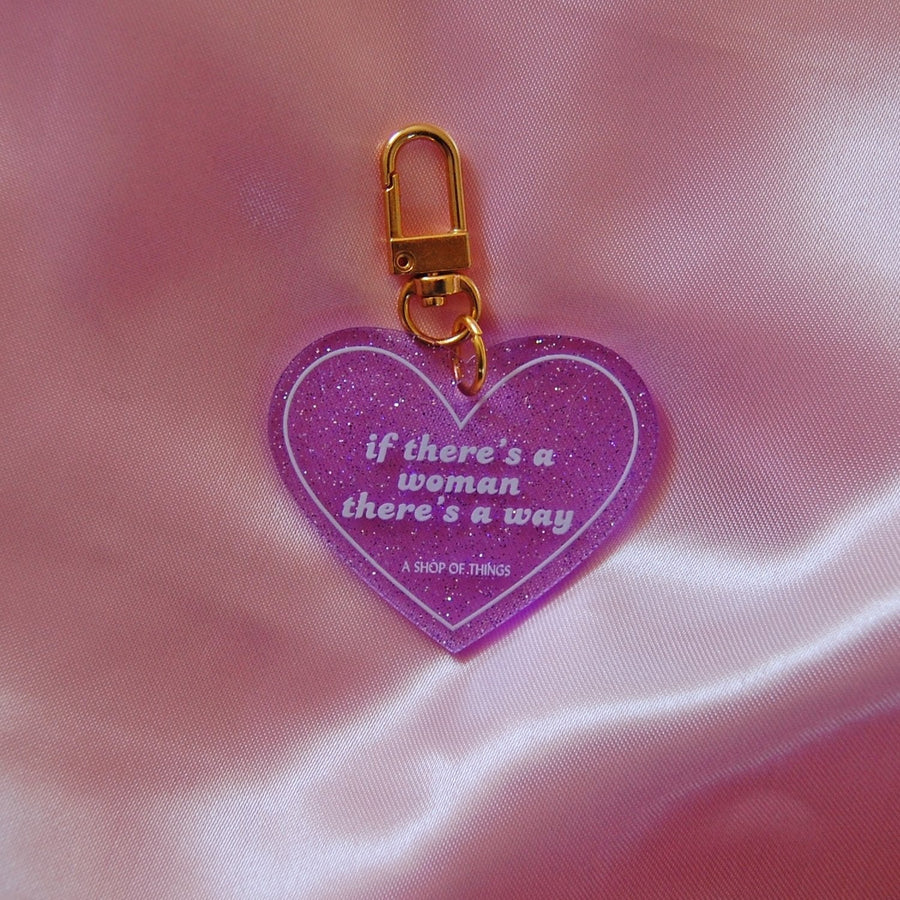 if there's a
woman
there's a way
A SHOP OF THINGS